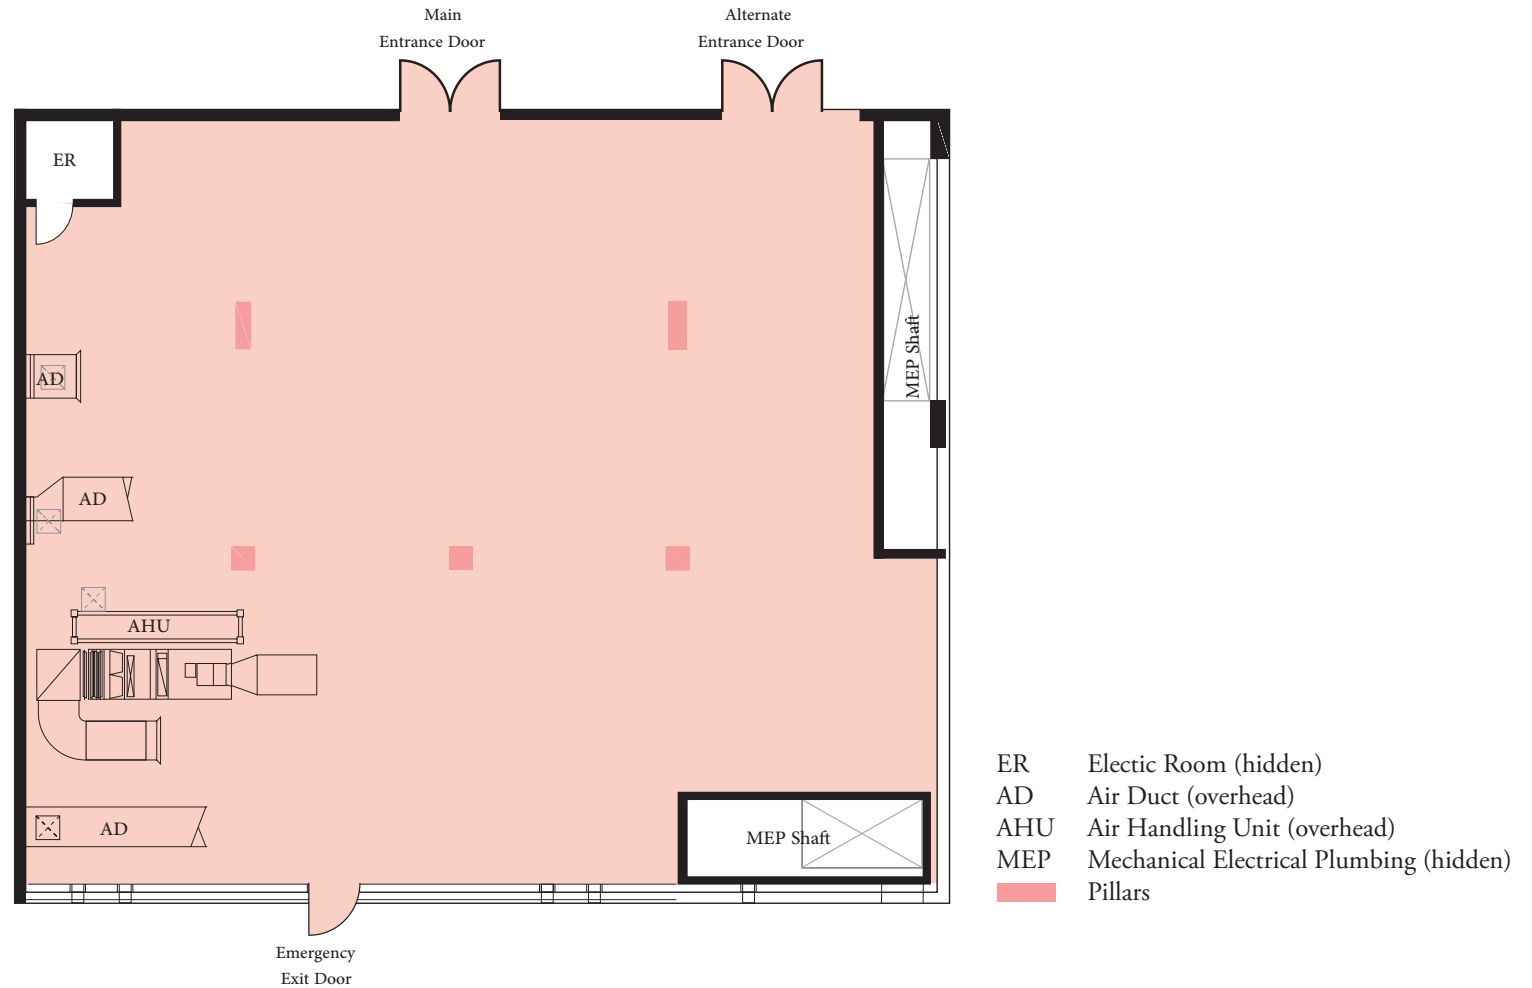 Main
Entrance Door
Alternate
Entrance Door
ER
MEP Shaft
AD
AD
AHU
AD
MEP Shaft
Emergency
Exit Door
ER Electic Room (hidden)
AD Air Duct (overhead)
AHU Air Handling Unit (overhead)
MEP Mechanical Electrical Plumbing (hidden)
Pillars